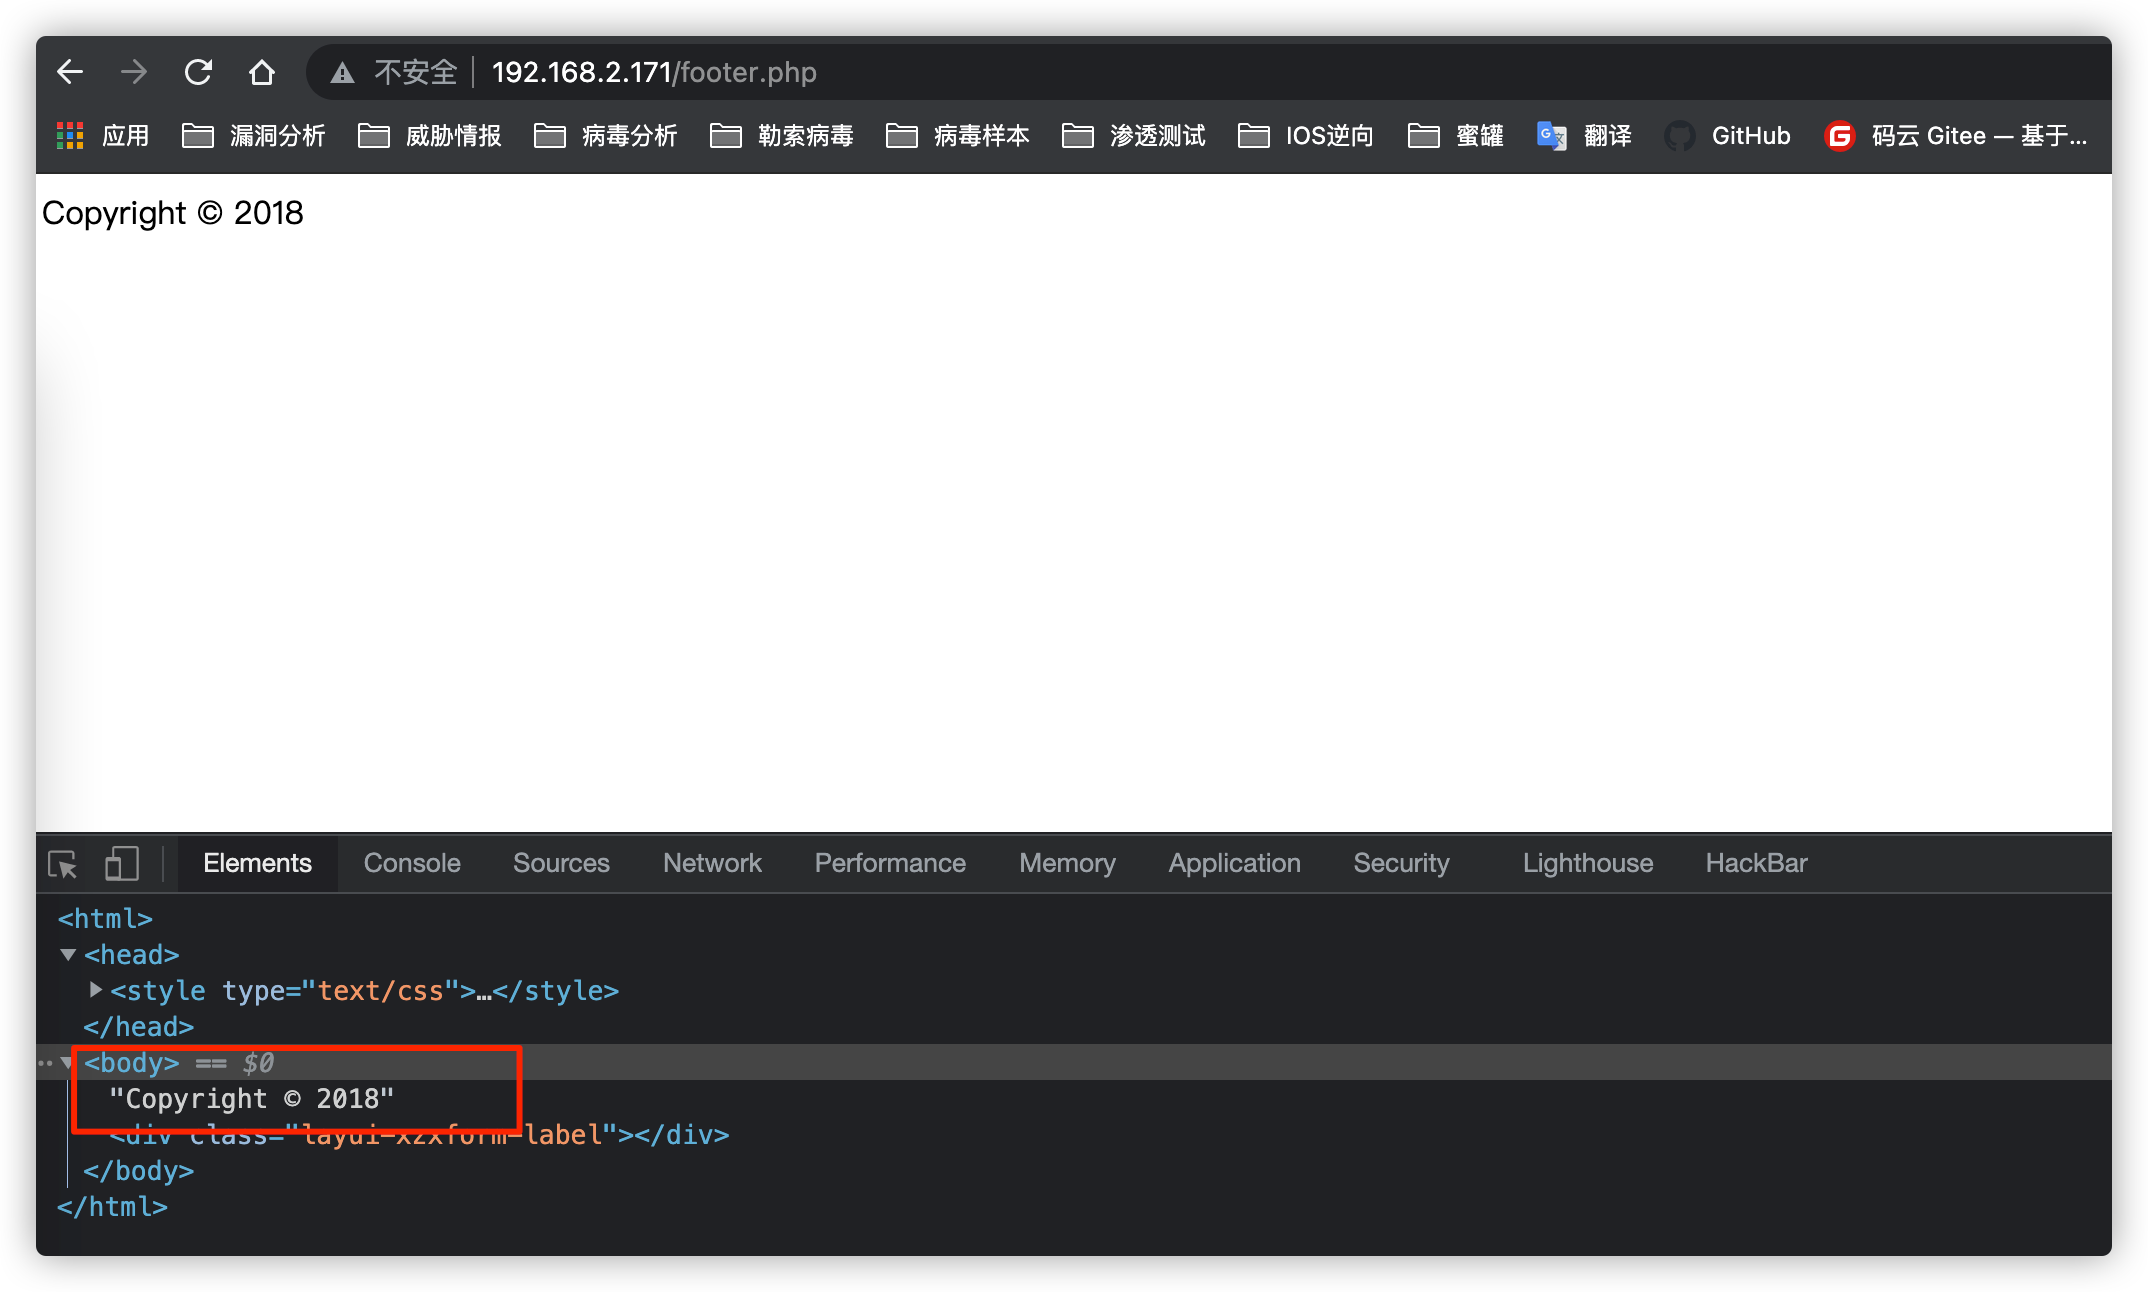 不安全 192.168.2.171/footer.php
应用 漏洞分析 威胁情报 病毒分析 勒索病毒 病毒样本 渗透测试 IOS逆向 蜜罐 翻译 GitHub 码云 Gitee — 基于...
Copyright © 2018
Elements Console Sources Network Performance Memory Application Security Lighthouse HackBar
<html>
<head>
<style type="text/css">…</style>
</head>
<body> == $0
"Copyright © 2018"
<div class="layui-xzxform-label"></div>
</body>
</html>